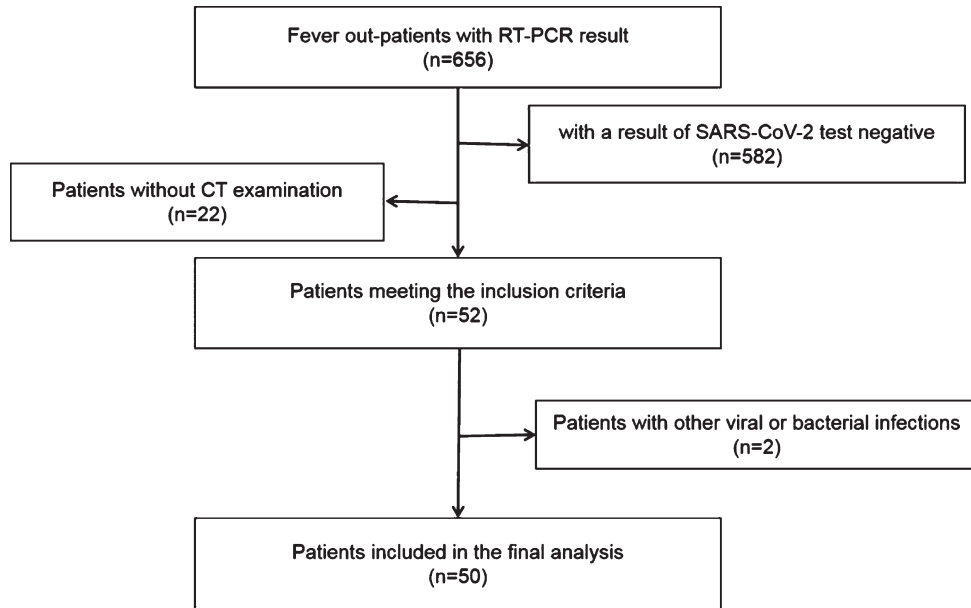 Fever out-patients with RT-PCR result
(n=656)
with a result of SARS-CoV-2 test negative
(n=582)
Patients without CT examination
(n=22)
Patients meeting the inclusion criteria
(n=52)
Patients with other viral or bacterial infections
(n=2)
Patients included in the final analysis
(n=50)